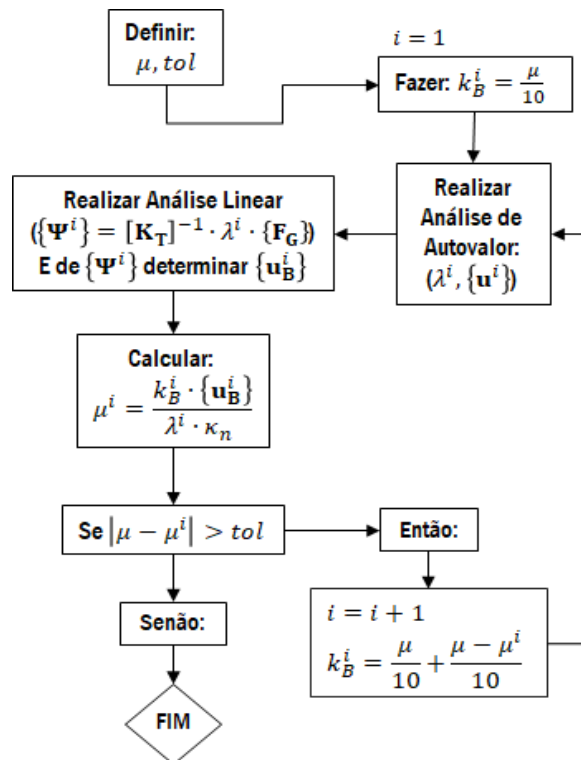 Definir:
μ, tol
i = 1
Fazer: k_B^i = μ/10
Realizar
Análise de
Autovalor:
(λ^i, {u^i})
Realizar Análise Linear
({Ψ^i} = [K_T]^{-1} · λ^i · {F_G})
E de {Ψ^i} determinar {u_B^i}
Calcular:
μ^i = k_B^i · {u_B^i} / λ^i · κ_n
Se |μ − μ^i| > tol
Então:
i = i + 1
k_B^i = μ/10 + μ − μ^i/10
Senão:
FIM